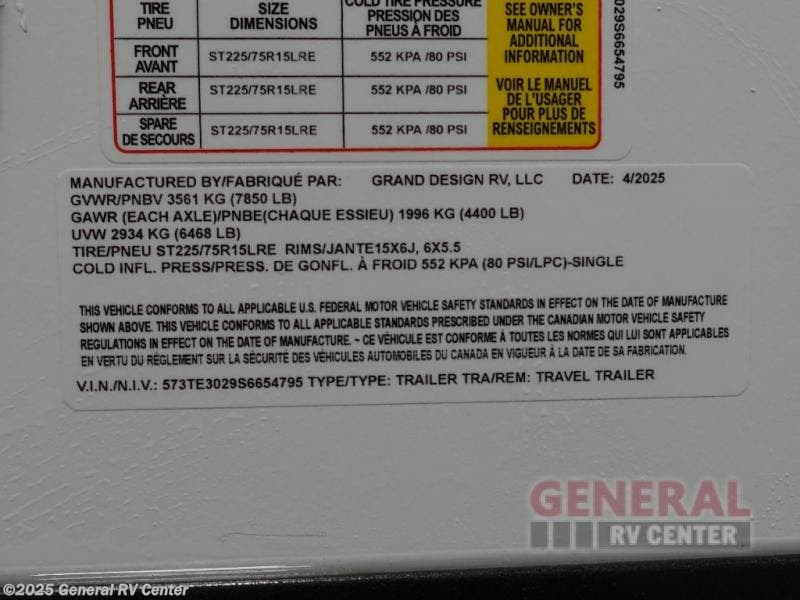 TIRE SIZE COLD TIRE PRESSURE SEE OWNER'S
PNEU DIMENSIONS PRESSION DES MANUAL FOR
PNEUS À FROID ADDITIONAL
INFORMATION
FRONT ST225/75R15LRE 552 KPA /80 PSI
AVANT
REAR ST225/75R15LRE 552 KPA /80 PSI VOIR LE MANUEL
ARRIÈRE DE L'USAGER
SPARE ST225/75R15LRE 552 KPA /80 PSI POUR PLUS DE
DE SECOURS RENSEIGNEMENTS
029S6654795
MANUFACTURED BY/FABRIQUÉ PAR: GRAND DESIGN RV, LLC DATE: 4/2025
GVWR/PNBV 3561 KG (7850 LB)
GAWR (EACH AXLE)/PNBE(CHAQUE ESSIEU) 1996 KG (4400 LB)
UVW 2934 KG (6468 LB)
TIRE/PNEU ST225/75R15LRE RIMS/JANTE15X6J, 6X5.5
COLD INFL. PRESS/PRESS. DE GONFL. À FROID 552 KPA (80 PSI/LPC)-SINGLE
THIS VEHICLE CONFORMS TO ALL APPLICABLE U.S. FEDERAL MOTOR VEHICLE SAFETY STANDARDS IN EFFECT ON THE DATE OF MANUFACTURE
SHOWN ABOVE. THIS VEHICLE CONFORMS TO ALL APPLICABLE STANDARDS PRESCRIBED UNDER THE CANADIAN MOTOR VEHICLE SAFETY
REGULATIONS IN EFFECT ON THE DATE OF MANUFACTURE. ~ CE VÉHICULE EST CONFORME À TOUTES LES NORMES QUI LUI SONT APPLICABLES
EN VERTU DU RÈGLEMENT SUR LA SÉCURITÉ DES VÉHICULES AUTOMOBILES DU CANADA EN VIGUEUR À LA DATE DE SA FABRICATION.
V.I.N./N.I.V.: 573TE3029S6654795 TYPE/TYPE: TRAILER TRA/REM: TRAVEL TRAILER
GENERAL
RV CENTER
©2025 General RV Center